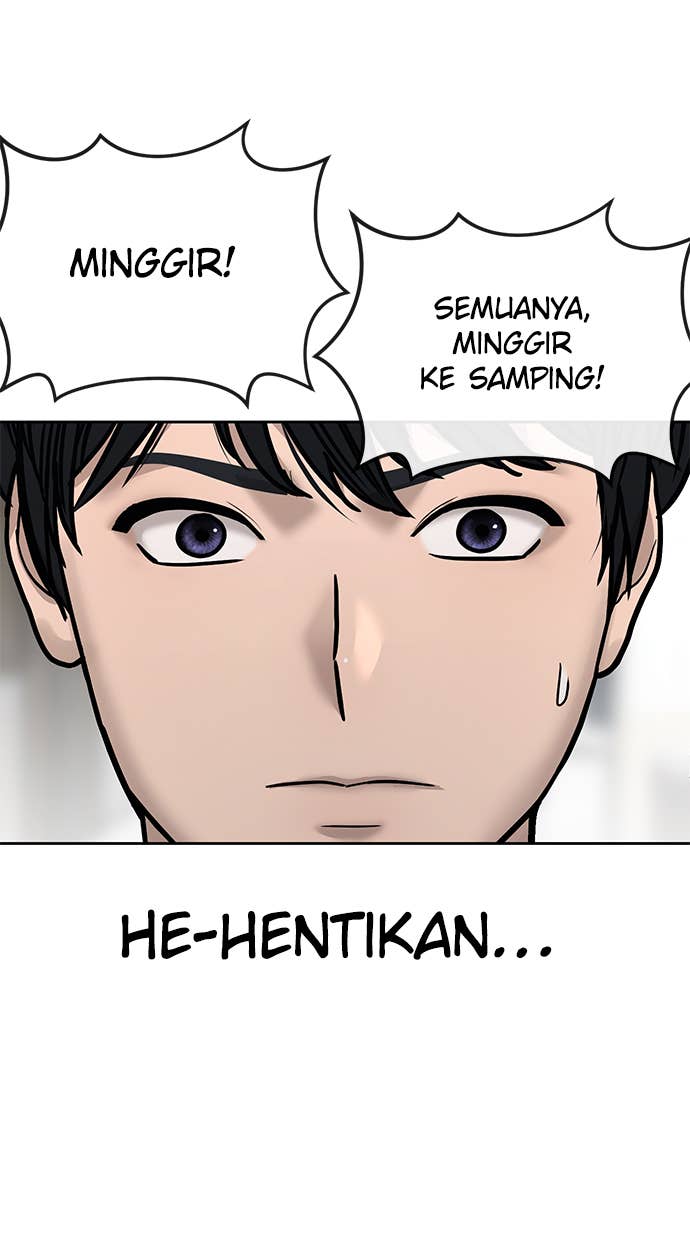 MINGGIR!
SEMUANYA,
MINGGIR
KE SAMPING!
HE-HENTIKAN...